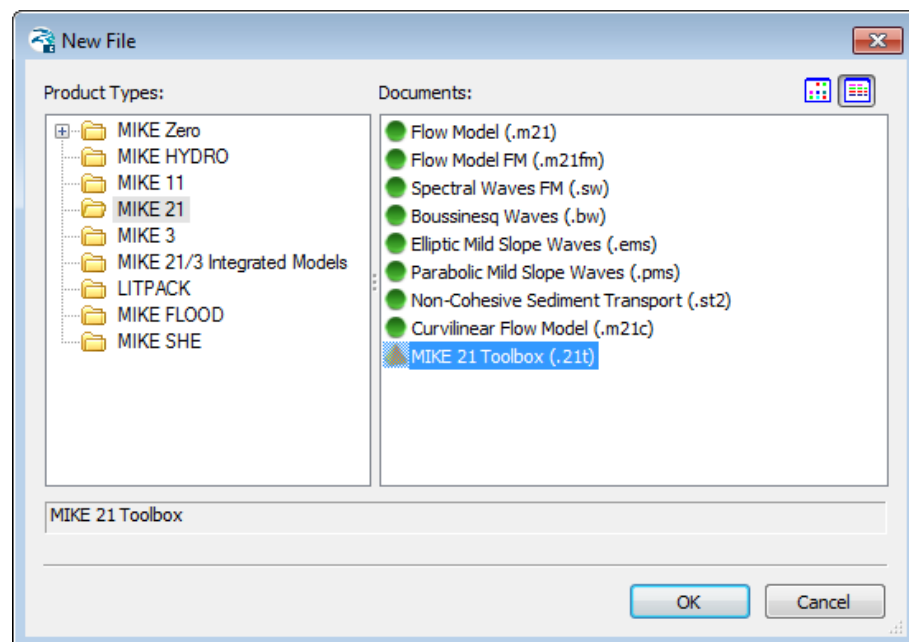 New File
Product Types:
Documents:
MIKE Zero
MIKE HYDRO
MIKE 11
MIKE 21
MIKE 3
MIKE 21/3 Integrated Models
LITPACK
MIKE FLOOD
MIKE SHE
Flow Model (.m21)
Flow Model FM (.m21fm)
Spectral Waves FM (.sw)
Boussinesq Waves (.bw)
Elliptic Mild Slope Waves (.ems)
Parabolic Mild Slope Waves (.pms)
Non-Cohesive Sediment Transport (.st2)
Curvilinear Flow Model (.m21c)
MIKE 21 Toolbox (.21t)
MIKE 21 Toolbox
OK
Cancel